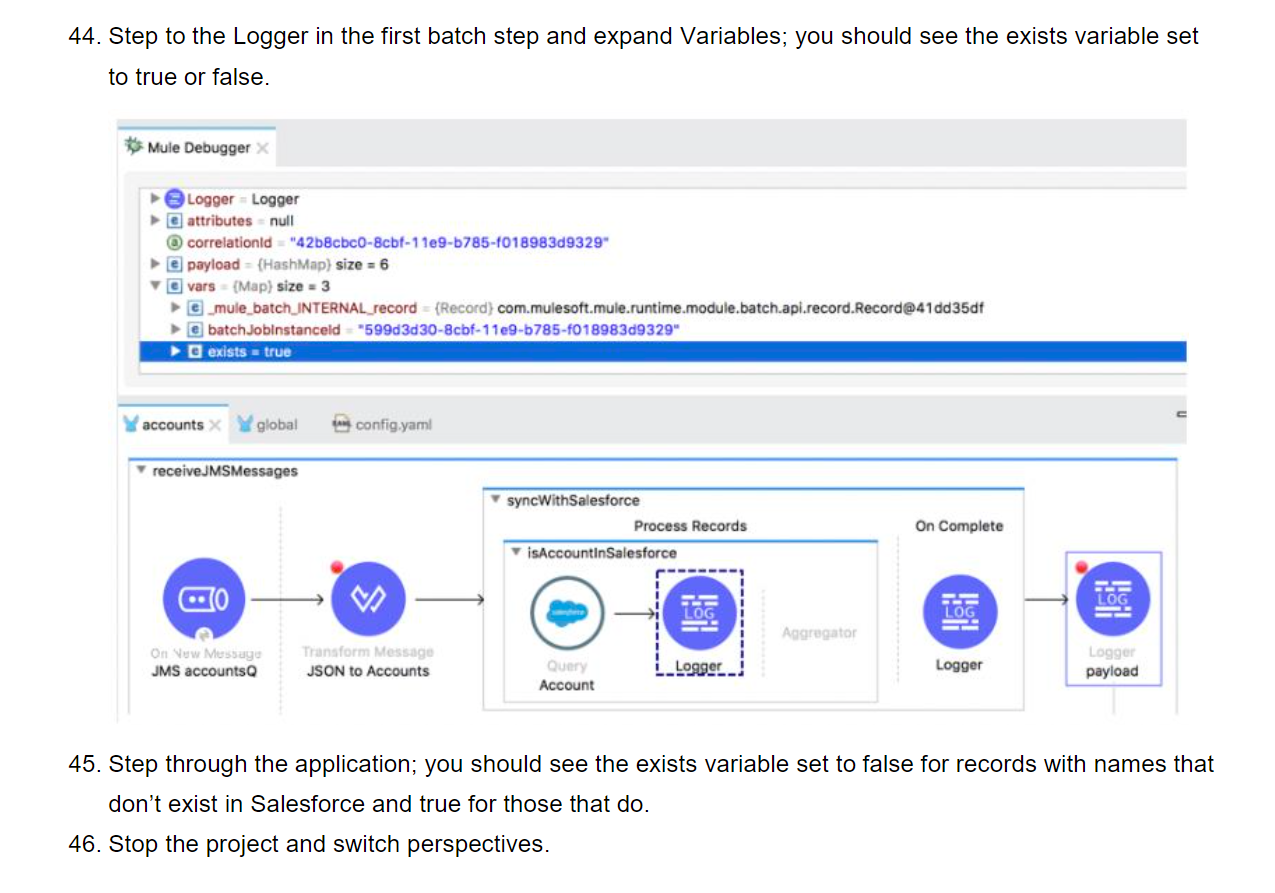 44. Step to the Logger in the first batch step and expand Variables; you should see the exists variable set
to true or false.
Mule Debugger
Logger = Logger
attributes = null
correlationId = "42b8cbc0-8cbf-11e9-b785-f018983d9329"
payload = {HashMap} size = 6
vars = {Map} size = 3
_mule_batch_INTERNAL_record = {Record} com.mulesoft.mule.runtime.module.batch.api.record.Record@41dd35df
batchJobInstanceId = "599d3d30-8cbf-11e9-b785-f018983d9329"
exists = true
accounts global config.yaml
receiveJMSMessages
syncWithSalesforce
Process Records On Complete
isAccountInSalesforce
LOG LOG LOG
Aggregator
On New Message Transform Message Query Logger Logger Logger
JMS accountsQ JSON to Accounts Account payload
45. Step through the application; you should see the exists variable set to false for records with names that
don’t exist in Salesforce and true for those that do.
46. Stop the project and switch perspectives.